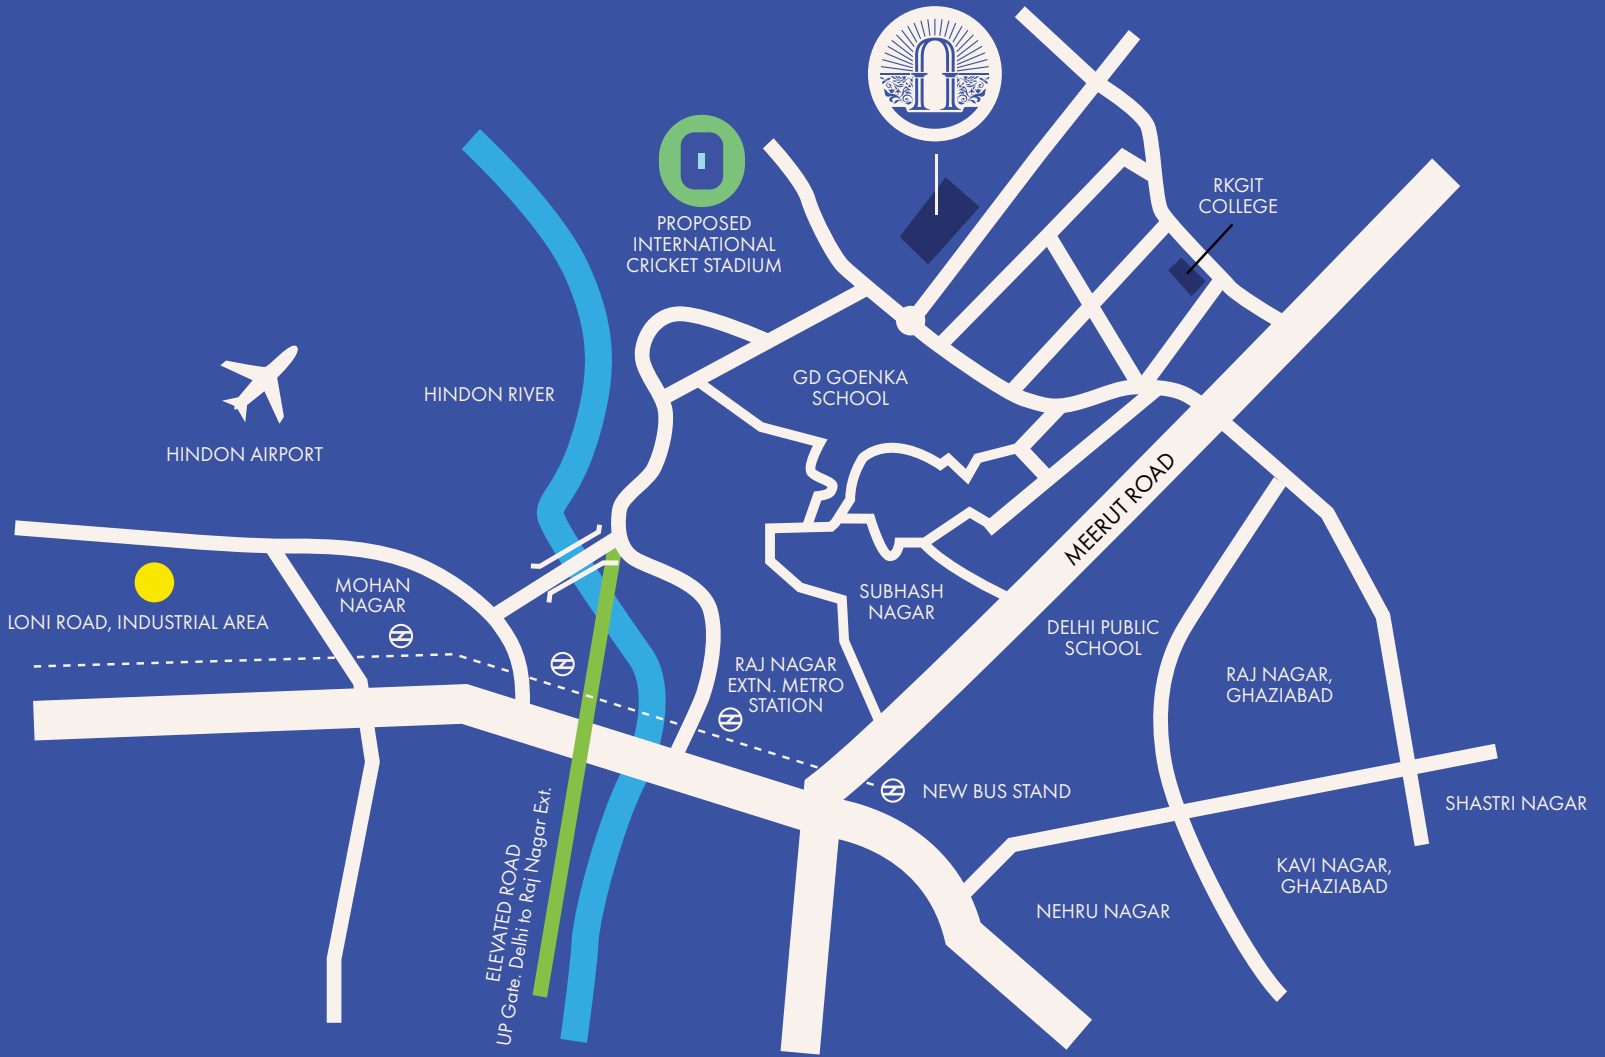 RKGIT
COLLEGE
PROPOSED
INTERNATIONAL
CRICKET STADIUM
GD GOENKA
SCHOOL
HINDON RIVER
HINDON AIRPORT
MEERUT ROAD
MOHAN
NAGAR
LONI ROAD, INDUSTRIAL AREA
SUBHASH
NAGAR
DELHI PUBLIC
SCHOOL
RAJ NAGAR
EXTN. METRO
STATION
RAJ NAGAR,
GHAZIABAD
NEW BUS STAND
SHASTRI NAGAR
ELEVATED ROAD
UP Gate. Delhi to Raj Nagar Ext.
KAVI NAGAR,
GHAZIABAD
NEHRU NAGAR